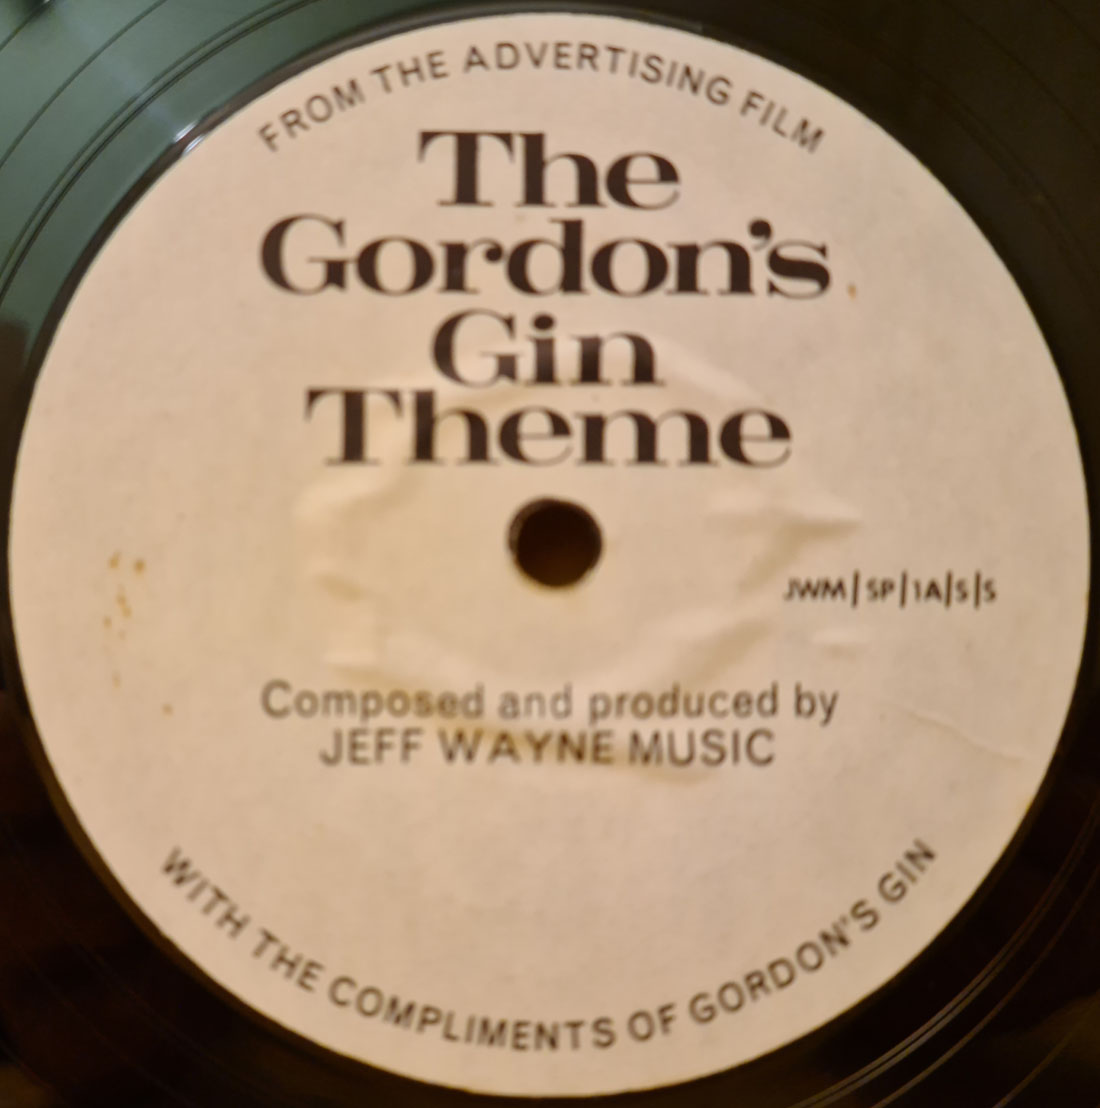 FROM THE ADVERTISING FILM
The
Gordon's
Gin
Theme
JWM|SP|1A|S|S
Composed and produced by
JEFF WAYNE MUSIC
WITH THE COMPLIMENTS OF GORDON'S GIN